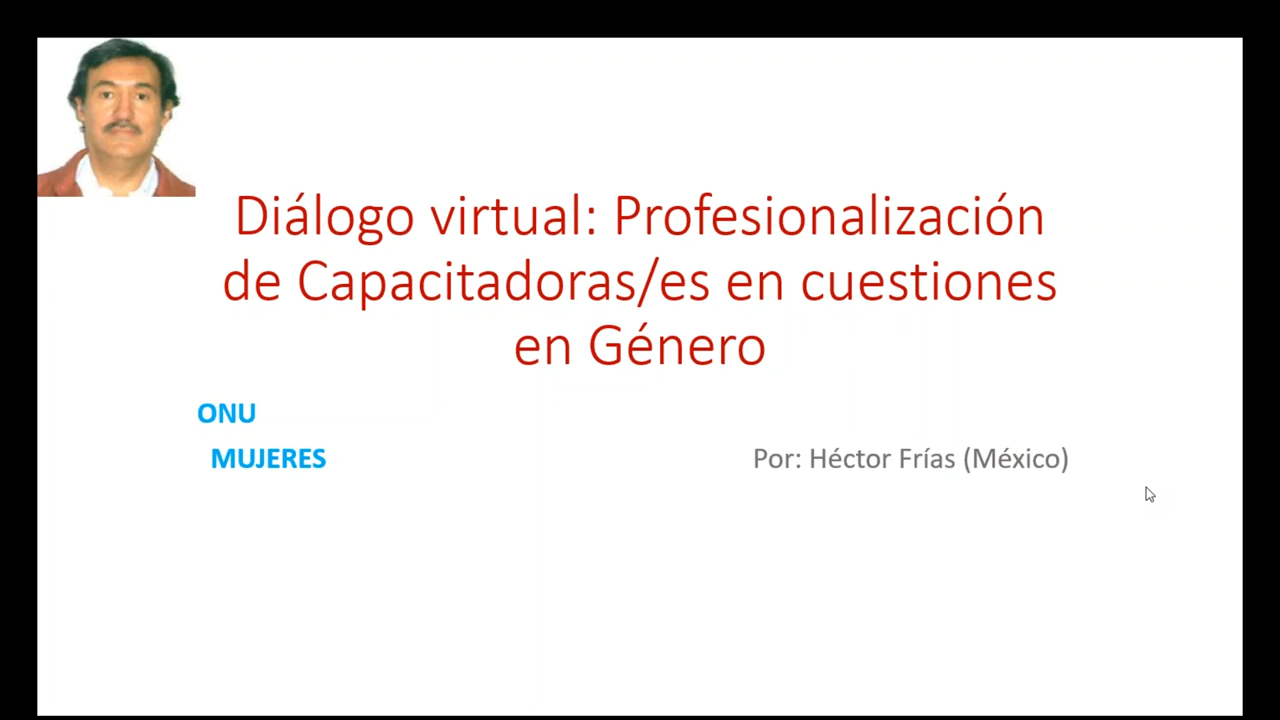 Diálogo virtual: Profesionalización
de Capacitadoras/es en cuestiones
en Género
ONU
MUJERES
Por: Héctor Frías (México)